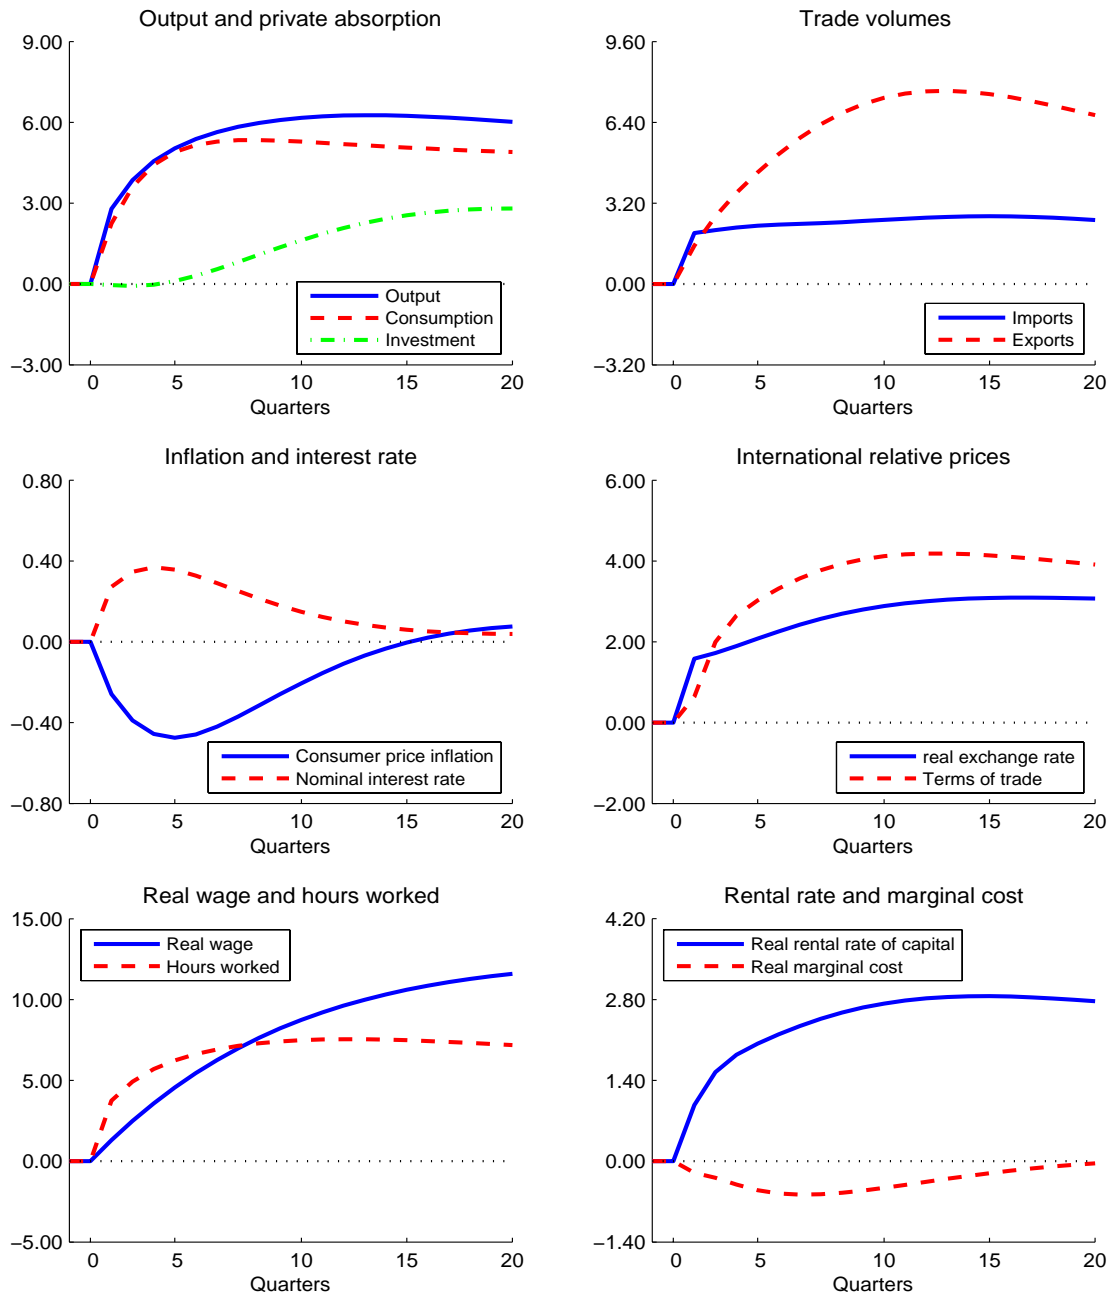 Output and private absorption
9.00
6.00
3.00
0.00
−3.00
Output
Consumption
Investment
0 5 10 15 20
Quarters
Trade volumes
9.60
6.40
3.20
0.00
−3.20
Imports
Exports
0 5 10 15 20
Quarters
Inflation and interest rate
0.80
0.40
0.00
−0.40
−0.80
Consumer price inflation
Nominal interest rate
0 5 10 15 20
Quarters
International relative prices
6.00
4.00
2.00
0.00
−2.00
real exchange rate
Terms of trade
0 5 10 15 20
Quarters
Real wage and hours worked
15.00
10.00
5.00
0.00
−5.00
Real wage
Hours worked
0 5 10 15 20
Quarters
Rental rate and marginal cost
4.20
2.80
1.40
0.00
−1.40
Real rental rate of capital
Real marginal cost
0 5 10 15 20
Quarters